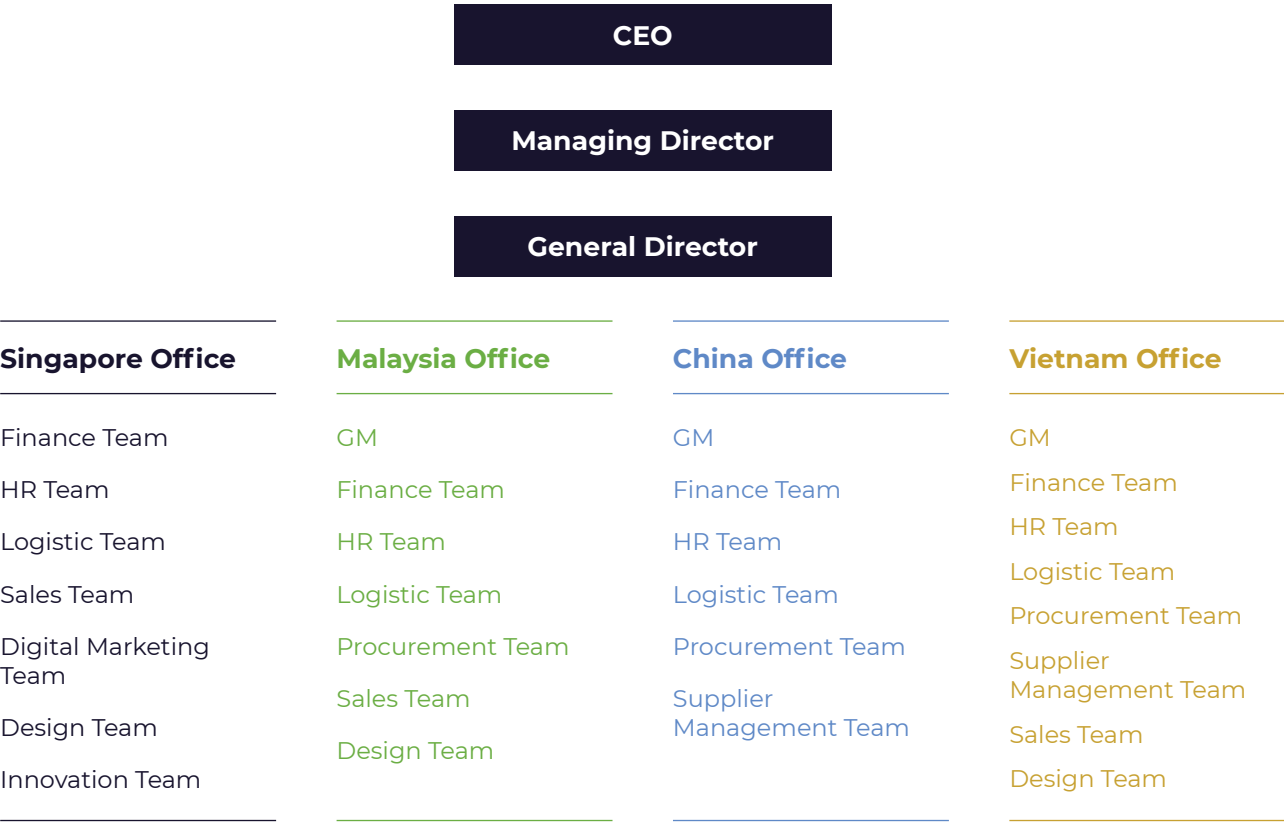 CEO
Managing Director
General Director
Singapore Office
Finance Team
HR Team
Logistic Team
Sales Team
Digital Marketing
Team
Design Team
Innovation Team
Malaysia Office
GM
Finance Team
HR Team
Logistic Team
Procurement Team
Sales Team
Design Team
China Office
GM
Finance Team
HR Team
Logistic Team
Procurement Team
Supplier
Management Team
Vietnam Office
GM
Finance Team
HR Team
Logistic Team
Procurement Team
Supplier
Management Team
Sales Team
Design Team